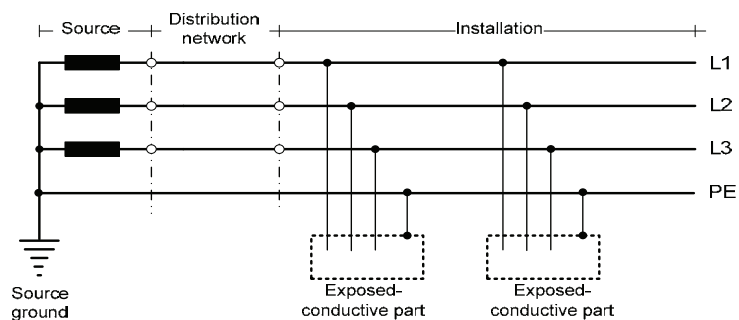 Source
Distribution
network
Installation
L1
L2
L3
PE
Source
ground
Exposed-
conductive part
Exposed-
conductive part